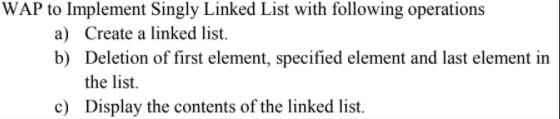 WAP to Implement Singly Linked List with following operations
a) Create a linked list.
b) Deletion of first element, specified element and last element in
the list.
c) Display the contents of the linked list.